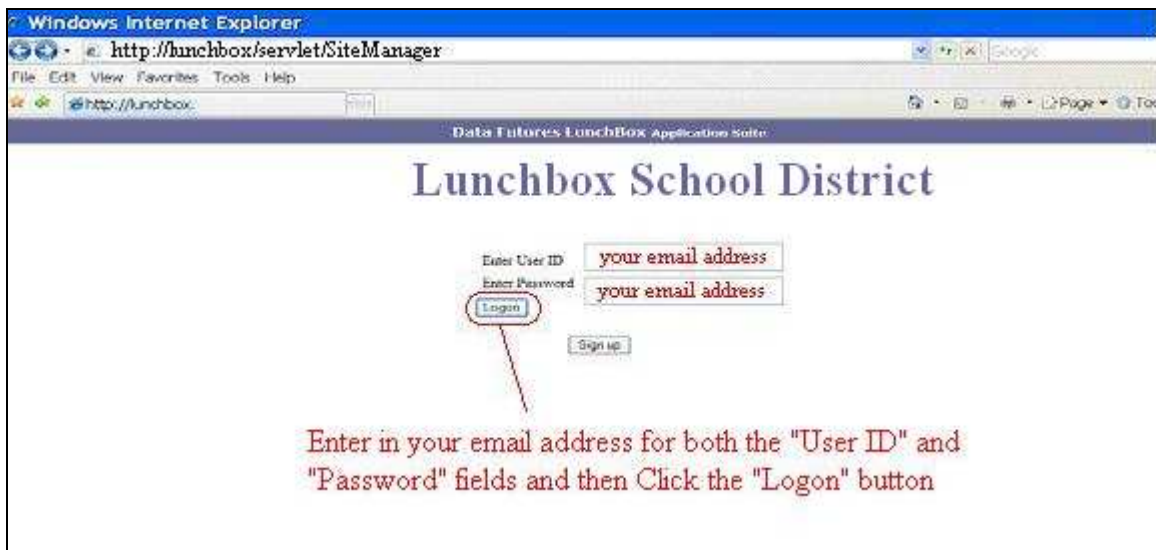 Windows Internet Explorer
http://lunchbox/servlet/SiteManager
Google
File Edit View Favorites Tools Help
http://lunchbox.
Page
Data Futures LunchBox Application Suite
Lunchbox School District
Enter User ID your email address
Enter Password your email address
Logon
Sign up
Enter in your email address for both the "User ID" and
"Password" fields and then Click the "Logon" button